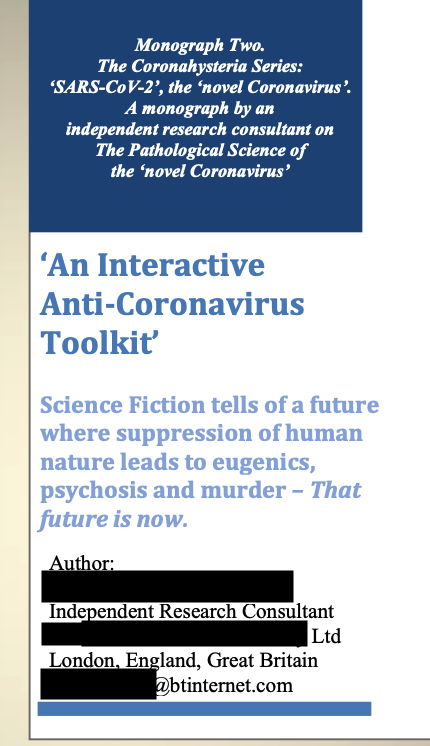 Monograph Two.
The Coronahysteria Series:
‘SARS-CoV-2’, the ‘novel Coronavirus’.
A monograph by an
independent research consultant on
The Pathological Science of
the ‘novel Coronavirus’
‘An Interactive
Anti-Coronavirus
Toolkit’
Science Fiction tells of a future
where suppression of human
nature leads to eugenics,
psychosis and murder – That
future is now.
Author:
Independent Research Consultant
Ltd
London, England, Great Britain
@btinternet.com